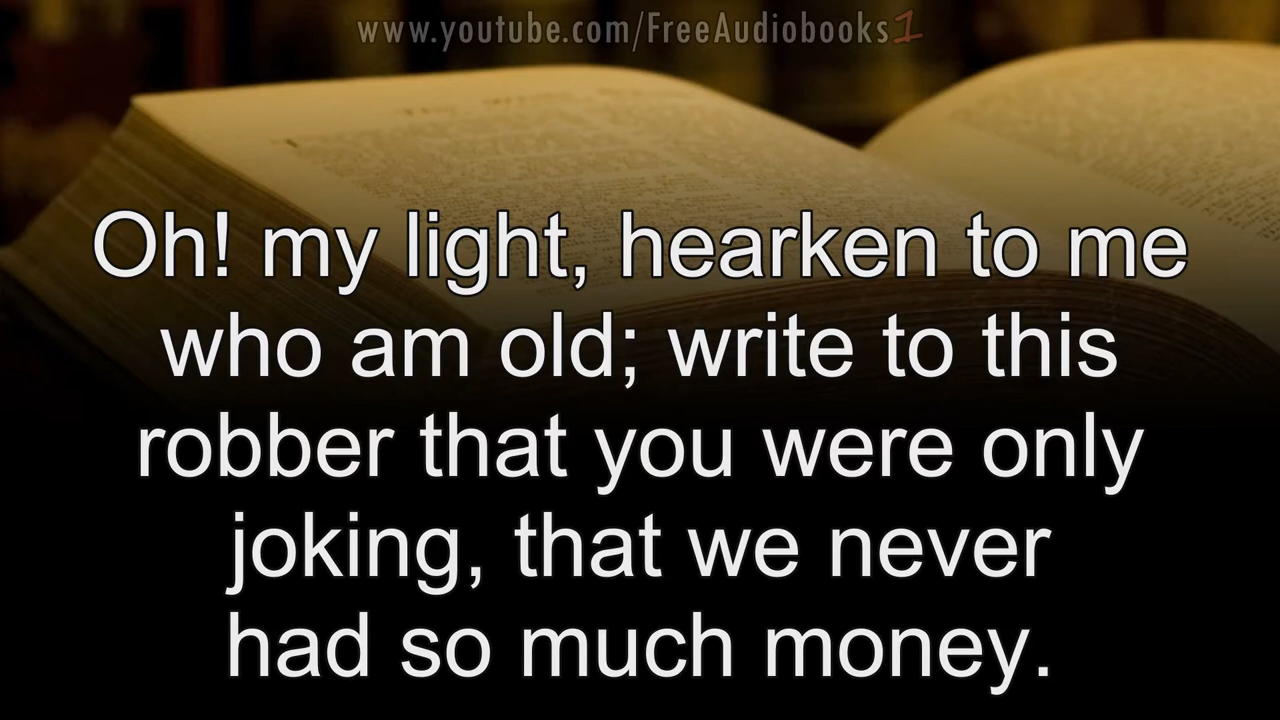 www.youtube.com/FreeAudiobooks1
Oh! my light, hearken to me
who am old; write to this
robber that you were only
joking, that we never
had so much money.